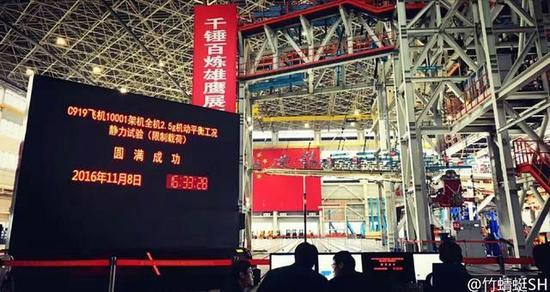 千锤百炼雄鹰展
C919飞机10001架机全机2.5g机动平衡工况
静力试验（限制载荷）
圆满成功
2016年11月8日 16:33:28
@竹蜻蜓SH